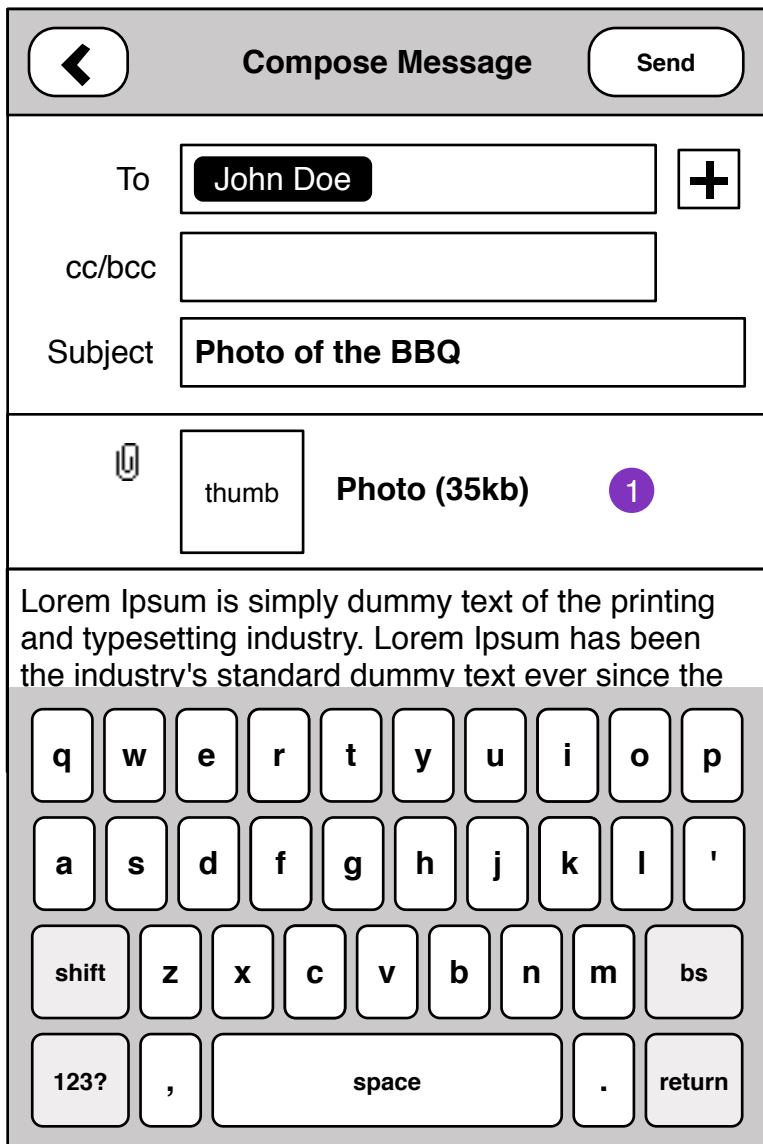 Compose Message Send
To John Doe
cc/bcc
Subject Photo of the BBQ
thumb Photo (35kb) 1
Lorem Ipsum is simply dummy text of the printing
and typesetting industry. Lorem Ipsum has been
the industry's standard dummy text ever since the
q w e r t y u i o p
a s d f g h j k l '
shift z x c v b n m bs
123? , space . return